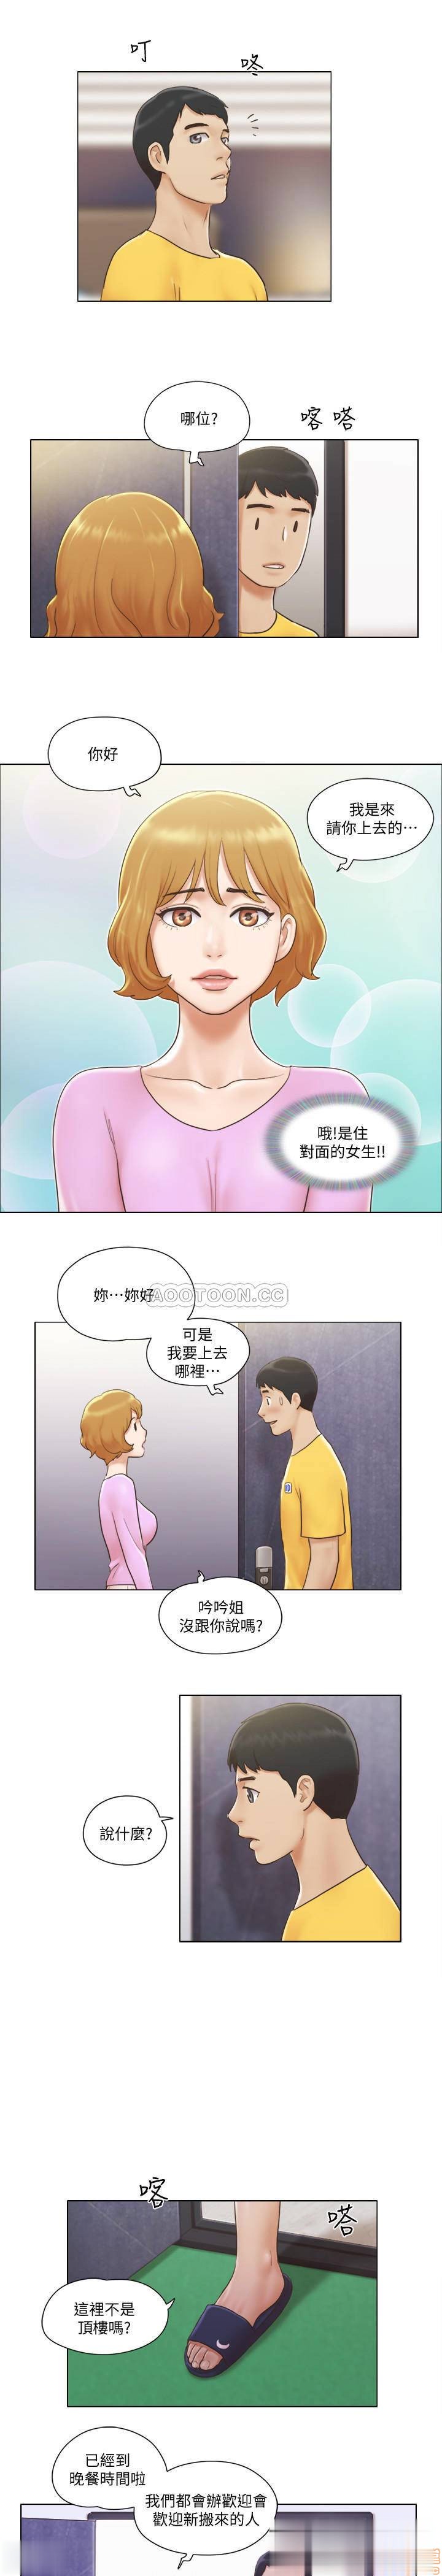 叮
咚
哪位?
喀 嗒
你好
我是來
請你上去的⋯
哦!是住
對面的女生!!
妳⋯妳好
AOOTOON.CC
可是
我要上去
哪裡⋯
吟吟姐
沒跟你說嗎?
說什麼?
喀
嗒
這裡不是
頂樓嗎?
已經到
晚餐時間啦
我們都會辦歡迎會
歡迎新搬來的人